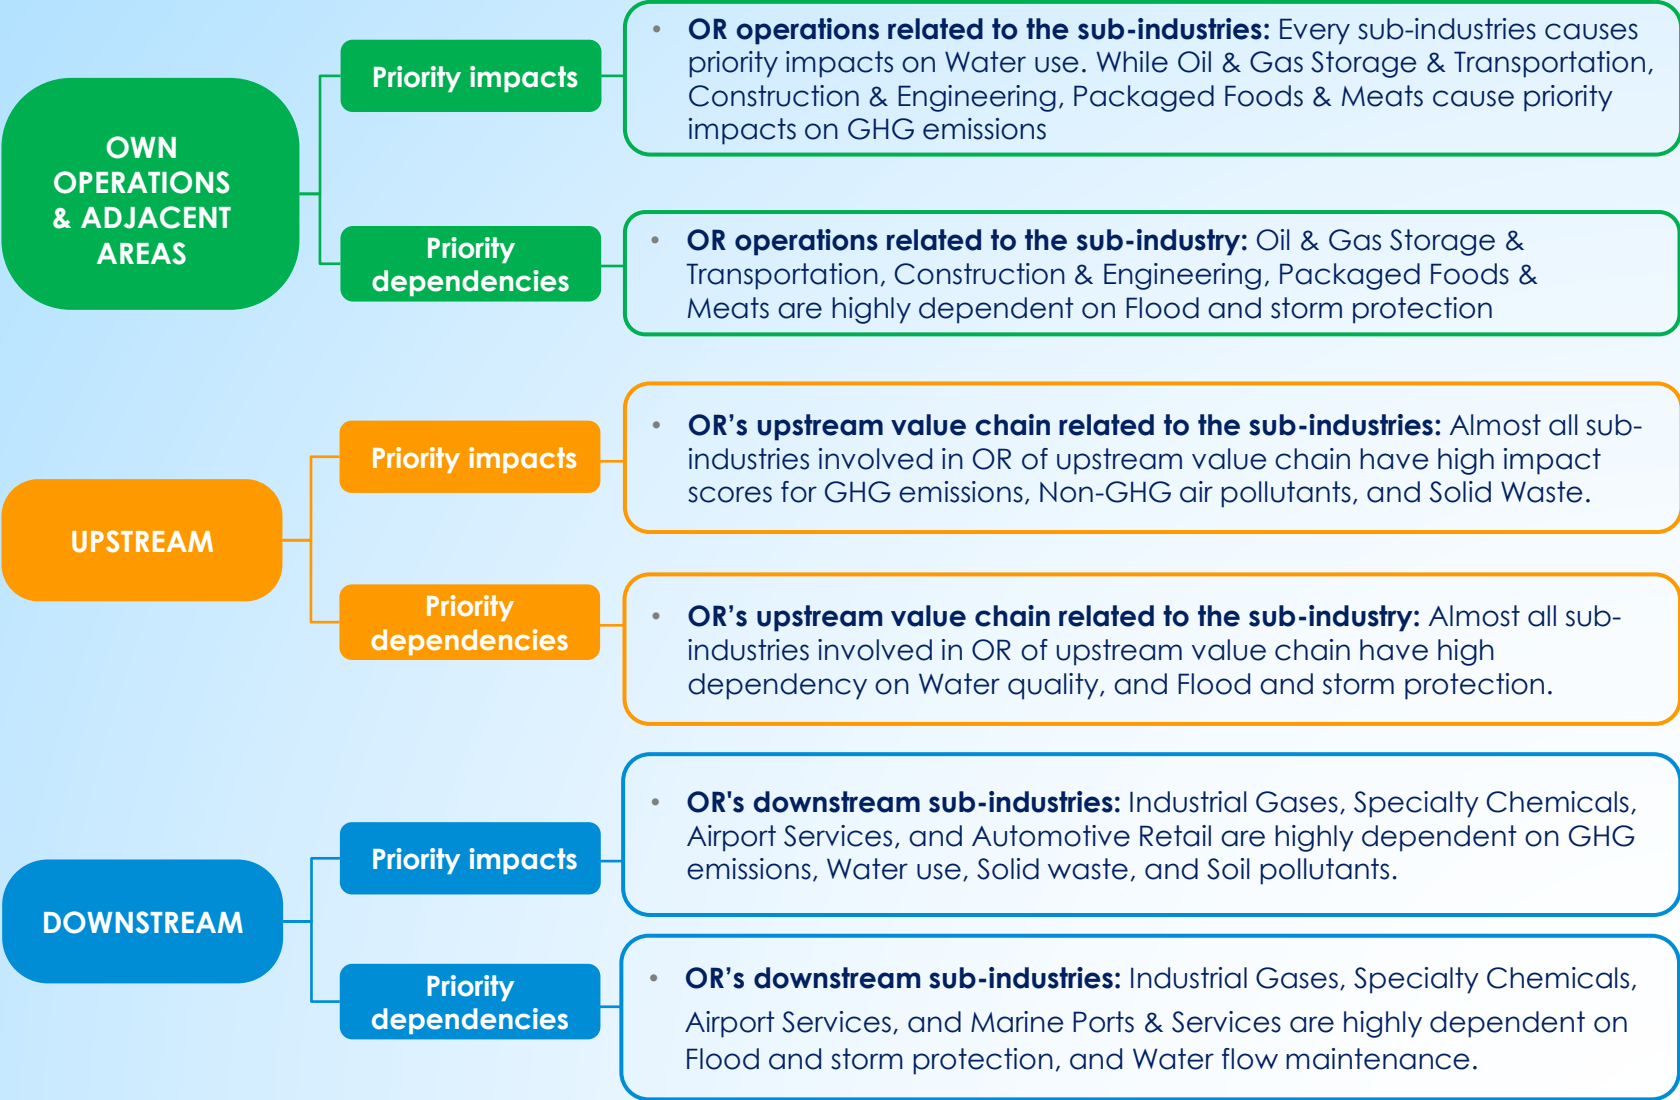 OWN
OPERATIONS
& ADJACENT
AREAS
Priority impacts
• OR operations related to the sub-industries: Every sub-industries causes
priority impacts on Water use. While Oil & Gas Storage & Transportation,
Construction & Engineering, Packaged Foods & Meats cause priority
impacts on GHG emissions
Priority
dependencies
• OR operations related to the sub-industry: Oil & Gas Storage &
Transportation, Construction & Engineering, Packaged Foods &
Meats are highly dependent on Flood and storm protection
UPSTREAM
Priority impacts
• OR’s upstream value chain related to the sub-industries: Almost all sub-
industries involved in OR of upstream value chain have high impact
scores for GHG emissions, Non-GHG air pollutants, and Solid Waste.
Priority
dependencies
• OR’s upstream value chain related to the sub-industry: Almost all sub-
industries involved in OR of upstream value chain have high
dependency on Water quality, and Flood and storm protection.
DOWNSTREAM
Priority impacts
• OR's downstream sub-industries: Industrial Gases, Specialty Chemicals,
Airport Services, and Automotive Retail are highly dependent on GHG
emissions, Water use, Solid waste, and Soil pollutants.
Priority
dependencies
• OR’s downstream sub-industries: Industrial Gases, Specialty Chemicals,
Airport Services, and Marine Ports & Services are highly dependent on
Flood and storm protection, and Water flow maintenance.